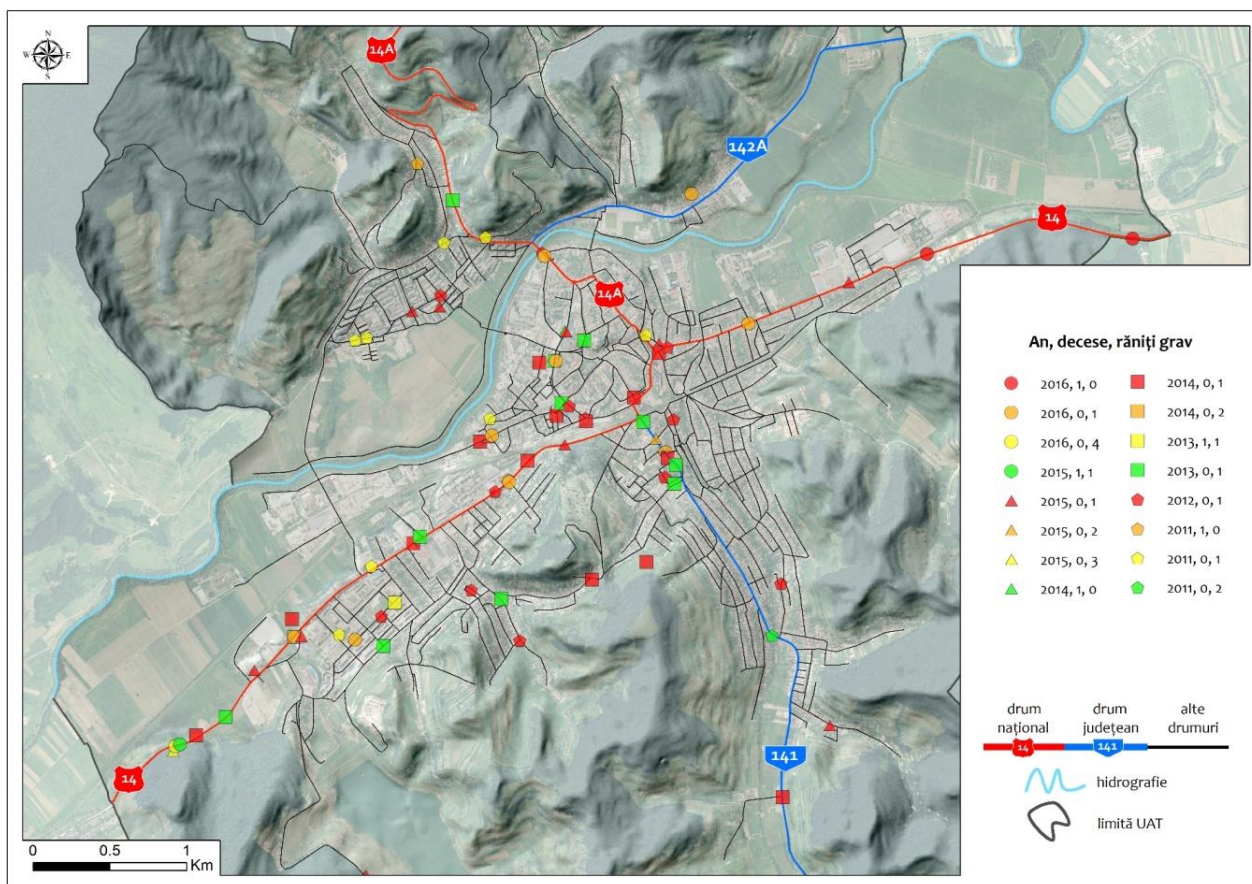 N
W E
S
14A
142A
14
14A
141
14
0 0.5 1
Km
An, decese, răniți grav
2016, 1, 0
2016, 0, 1
2016, 0, 4
2015, 1, 1
2015, 0, 1
2015, 0, 2
2015, 0, 3
2014, 1, 0
2014, 0, 1
2014, 0, 2
2013, 1, 1
2013, 0, 1
2012, 0, 1
2011, 1, 0
2011, 0, 1
2011, 0, 2
drum național
drum județean
alte drumuri
14
141
hidrografie
limită UAT